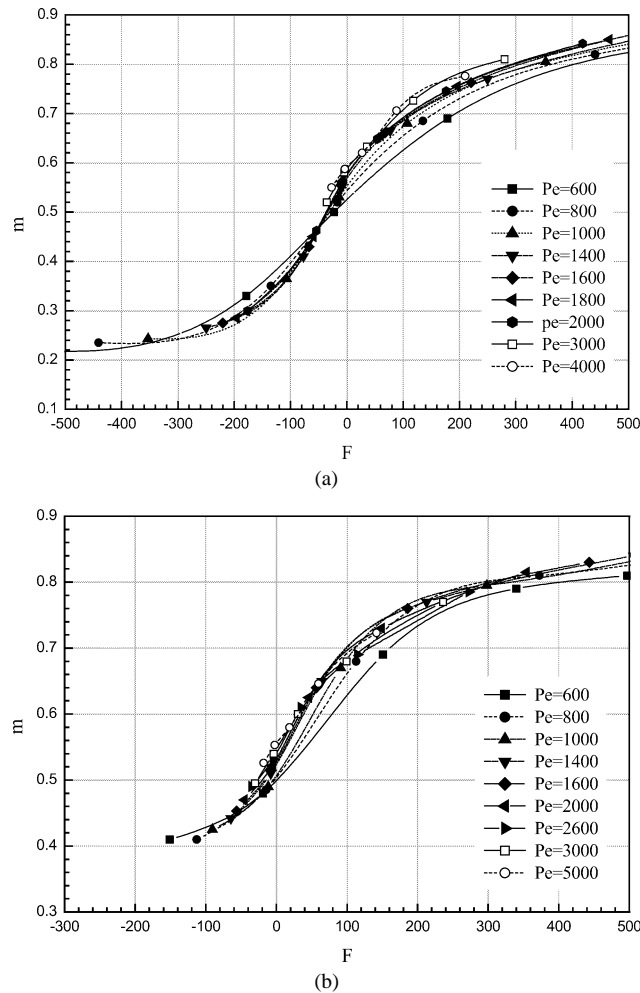 0.9
0.8
0.7
0.6
0.5
0.4
0.3
0.2
0.1
m
Pe=600
Pe=800
Pe=1000
Pe=1400
Pe=1600
Pe=1800
pe=2000
Pe=3000
Pe=4000
-500 -400 -300 -200 -100 0 100 200 300 400 500
F
(a)
0.9
0.8
0.7
0.6
0.5
0.4
0.3
m
Pe=600
Pe=800
Pe=1000
Pe=1400
Pe=1600
Pe=2000
Pe=2600
Pe=3000
Pe=5000
-300 -200 -100 0 100 200 300 400 500
F
(b)